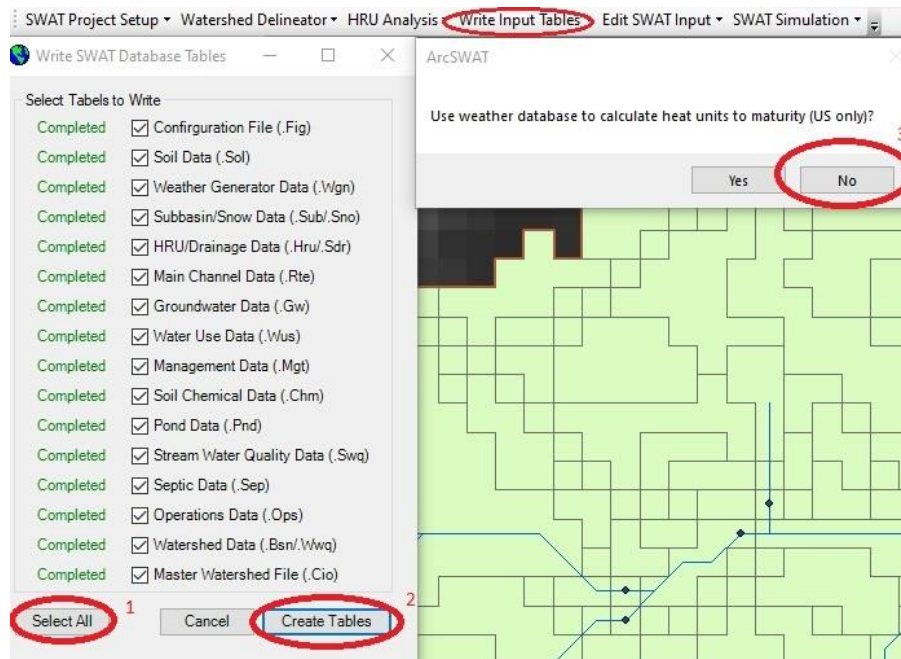 SWAT Project Setup Watershed Delineator HRU Analysis Write Input Tables Edit SWAT Input SWAT Simulation
Write SWAT Database Tables
Select Tabels to Write
Completed Confirguration File (.Fig)
Completed Soil Data (.Sol)
Completed Weather Generator Data (.Wgn)
Completed Subbasin/Snow Data (.Sub/.Sno)
Completed HRU/Drainage Data (.Hru/.Sdr)
Completed Main Channel Data (.Rte)
Completed Groundwater Data (.Gw)
Completed Water Use Data (.Wus)
Completed Management Data (.Mgt)
Completed Soil Chemical Data (.Chm)
Completed Pond Data (.Pnd)
Completed Stream Water Quality Data (.Swq)
Completed Septic Data (.Sep)
Completed Operations Data (.Ops)
Completed Watershed Data (.Bsn/.Wwq)
Completed Master Watershed File (.Cio)
Select All 1 Cancel Create Tables 2
ArcSWAT
Use weather database to calculate heat units to maturity (US only)?
3
Yes No